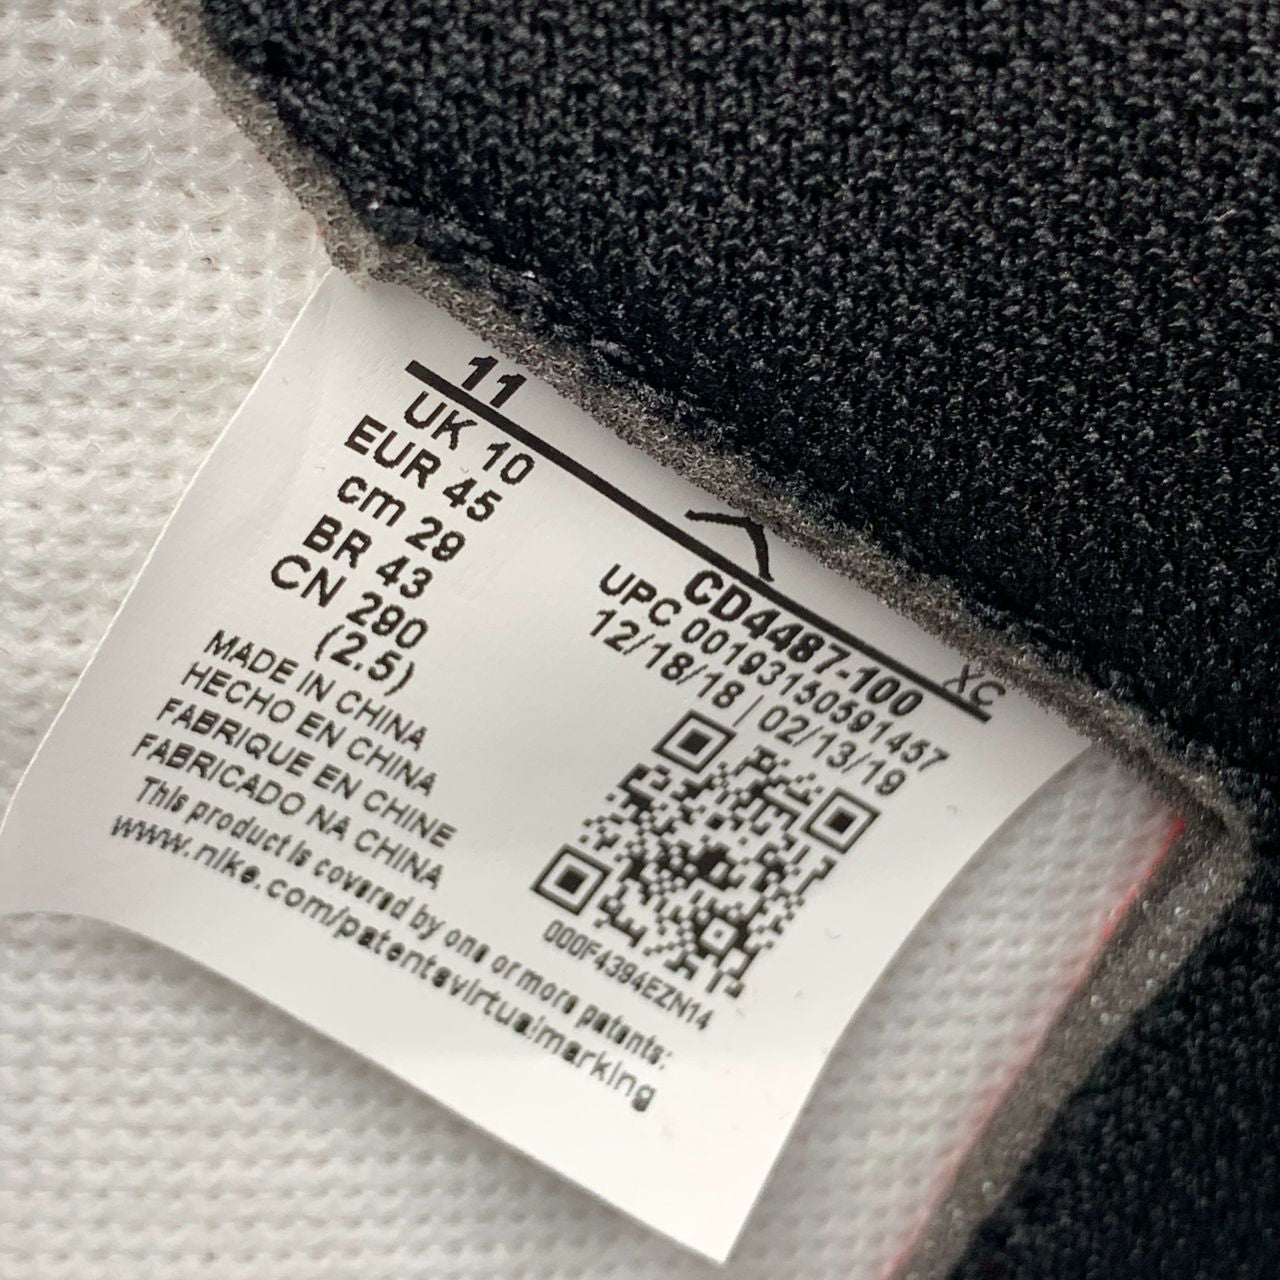 11
UK 10
EUR 45
cm 29
BR 43
CN 290
(2.5)
XC
CD4487-100
UPC 00193150591457
12/18/18 | 02/13/19
000F4394EZN14
MADE IN CHINA
HECHO EN CHINA
FABRIQUE EN CHINE
FABRICADO NA CHINA
This product is covered by one or more patents:
www.nike.com/patentsvirtualmarking